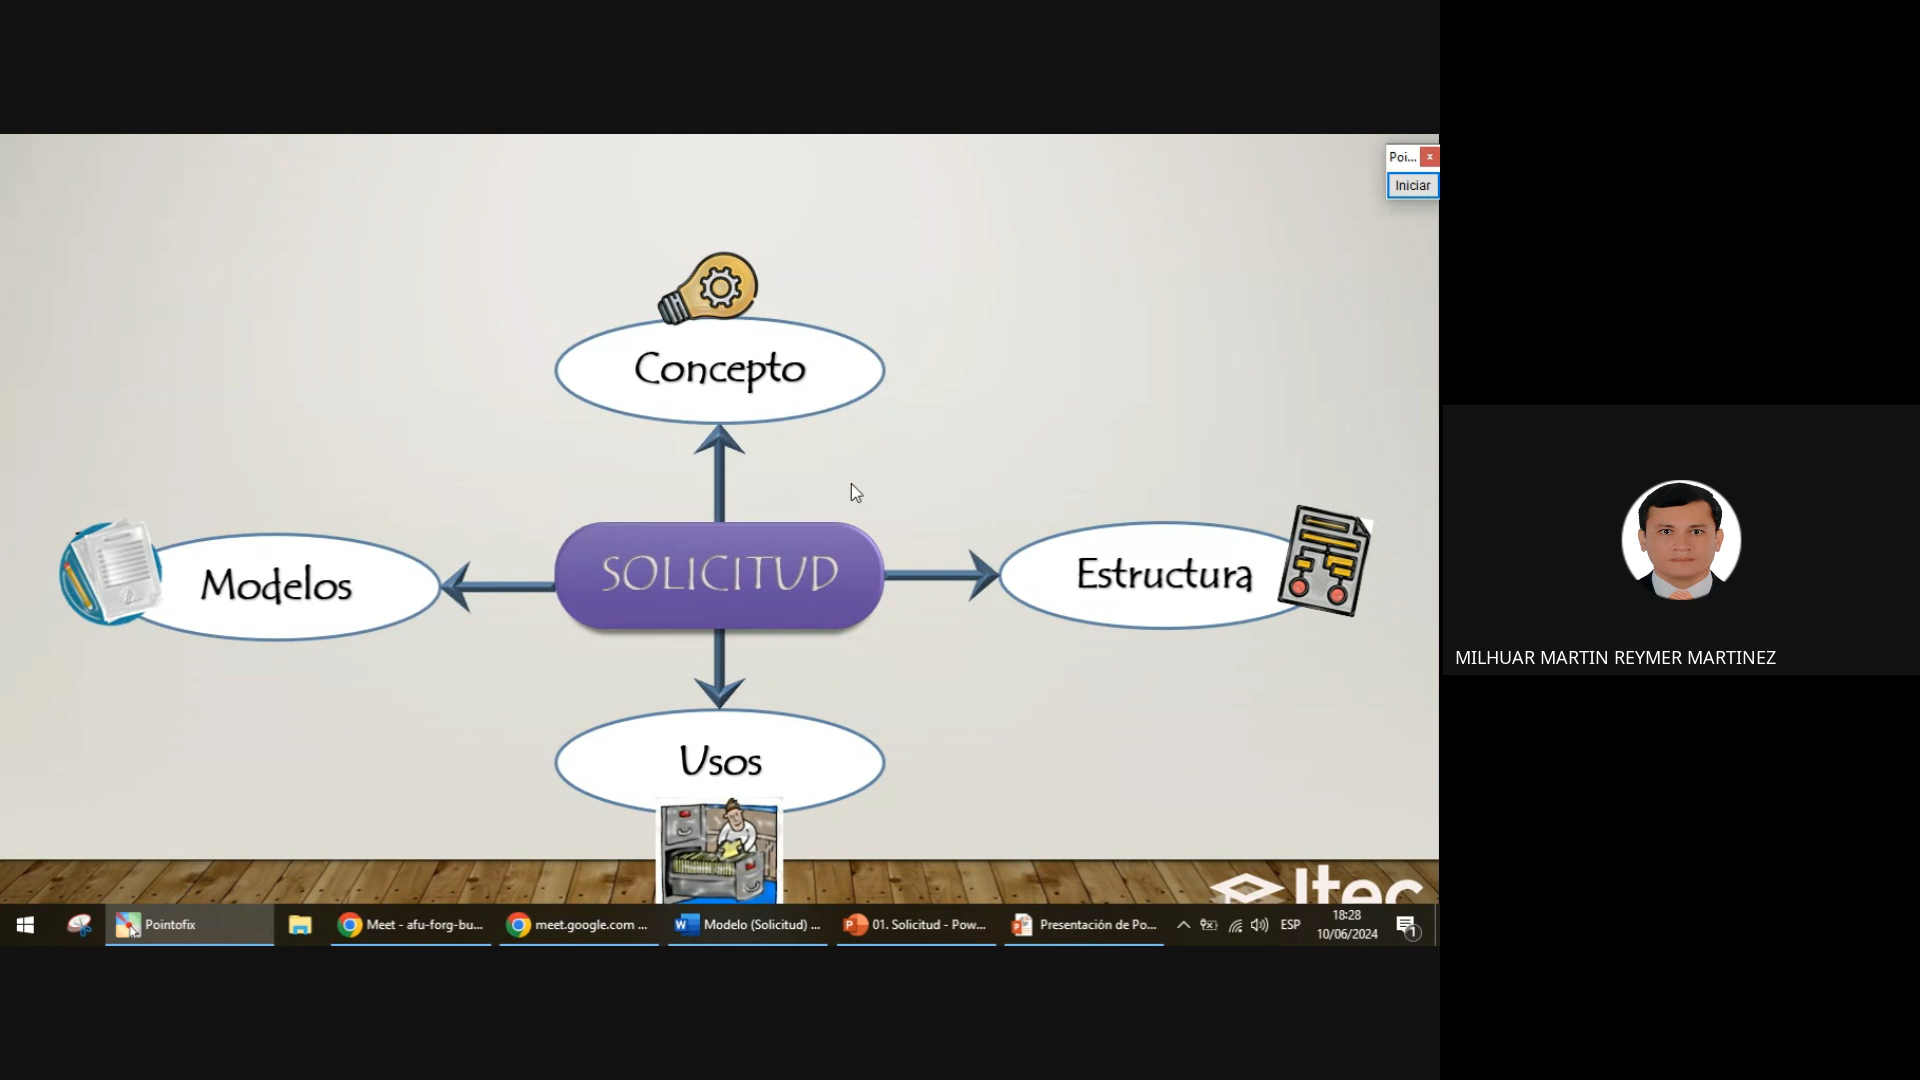 Poi...
x
Iniciar
Concepto
SOLICITUD
Modelos
Estructura
Usos
Itec
MILHUAR MARTIN REYMER MARTINEZ
Pointofix
Meet - afu-forg-bu...
meet.google.com ...
Modelo (Solicitud) ...
01. Solicitud - Pow...
Presentación de Po...
ESP
18:28
10/06/2024
1